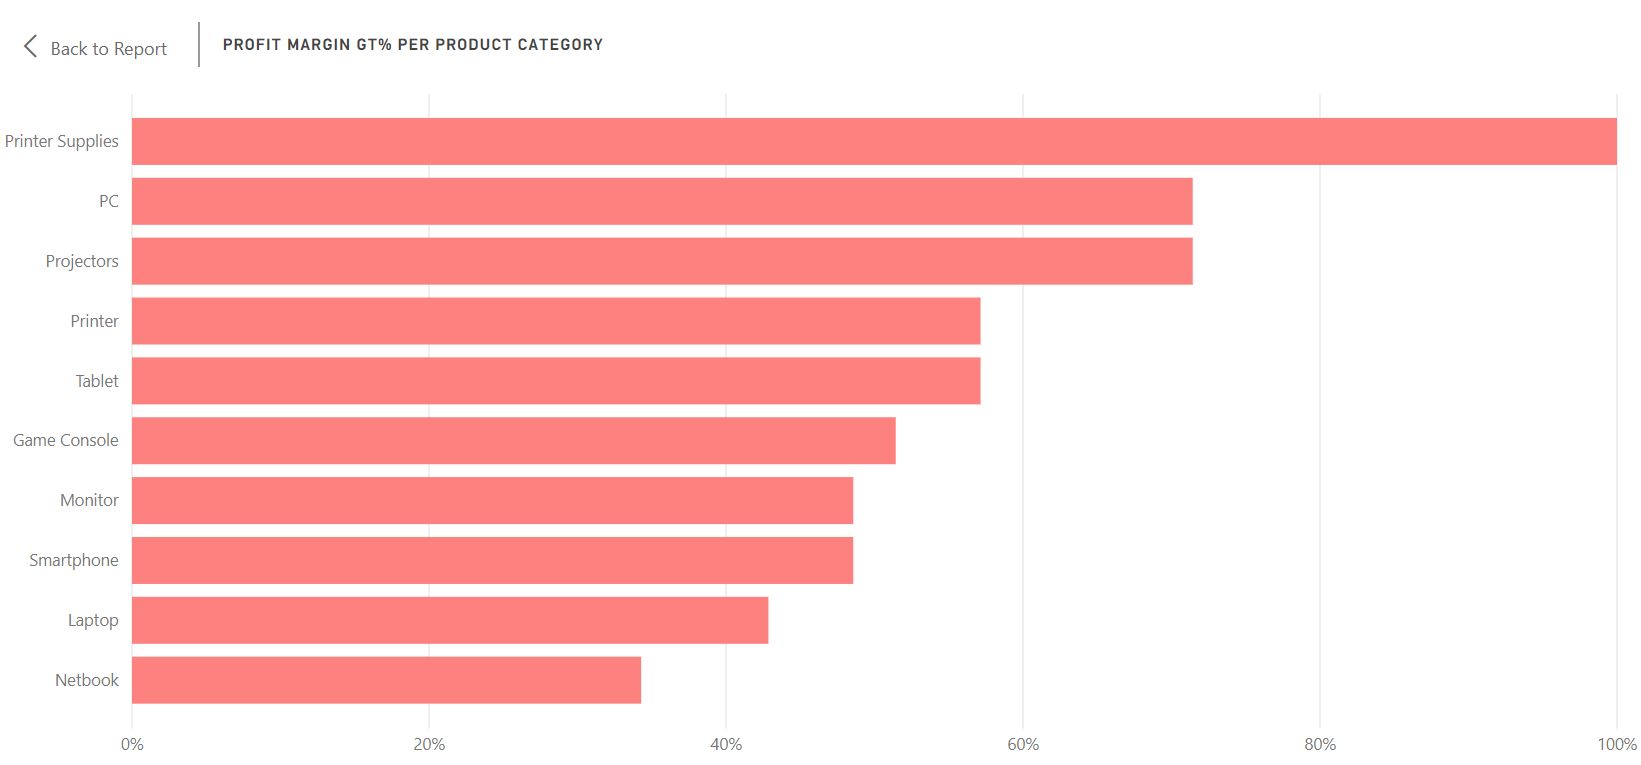 Back to Report
PROFIT MARGIN GT% PER PRODUCT CATEGORY
Printer Supplies
PC
Projectors
Printer
Tablet
Game Console
Monitor
Smartphone
Laptop
Netbook
0% 20% 40% 60% 80% 100%